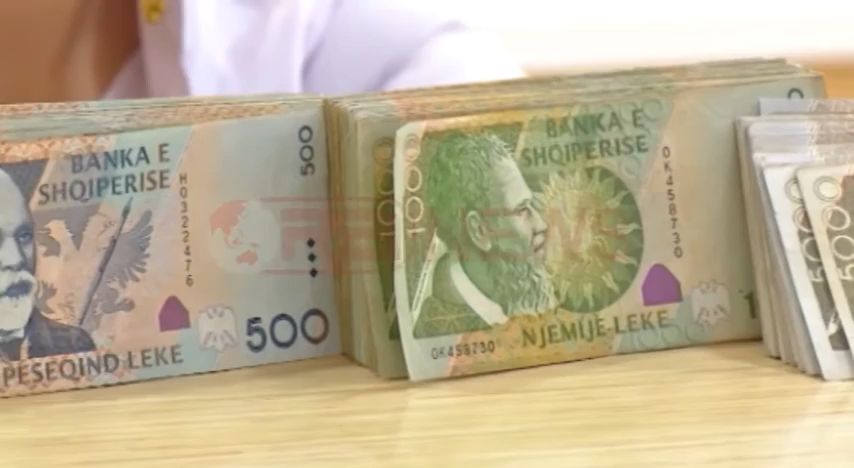 BANKA E
SHQIPERISE
H0322476
500
500
PESEQIND LEKE
1000
BANKA E
SHQIPERISE
0K458730
0K458730
NJEMIJE LEKE
500